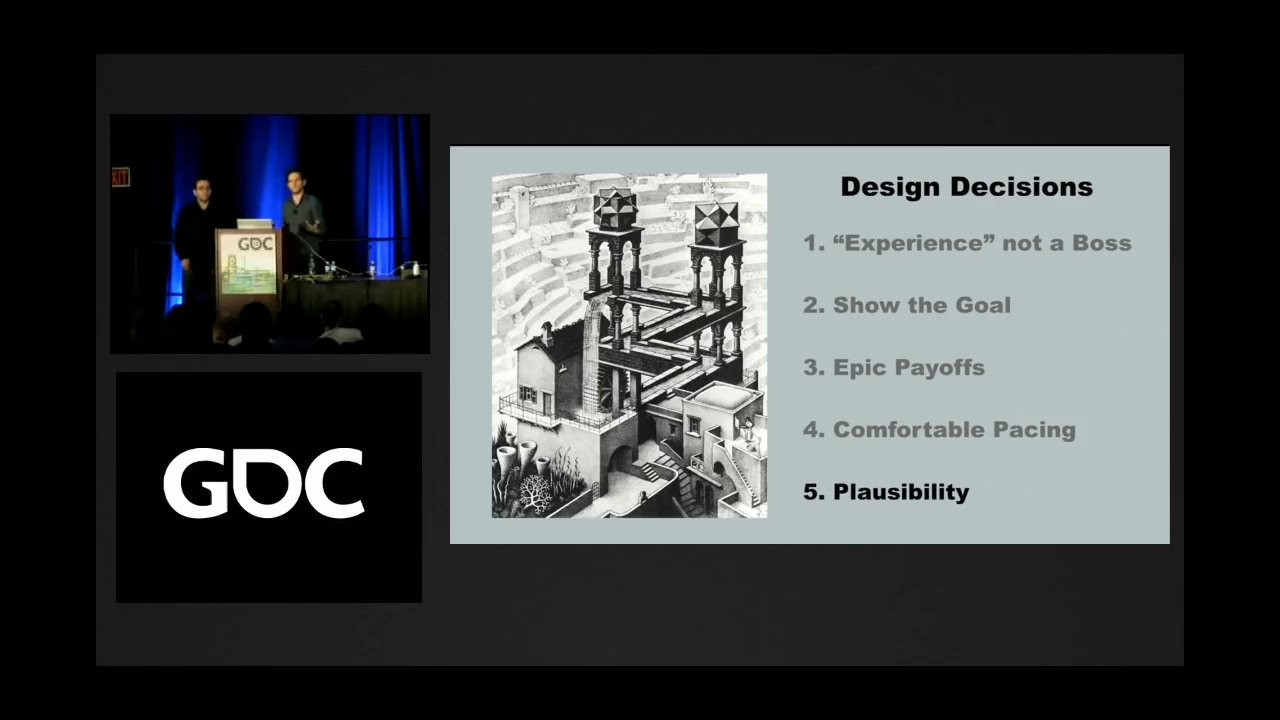 EXIT
GDC
GDC
Design Decisions
1. “Experience” not a Boss
2. Show the Goal
3. Epic Payoffs
4. Comfortable Pacing
5. Plausibility